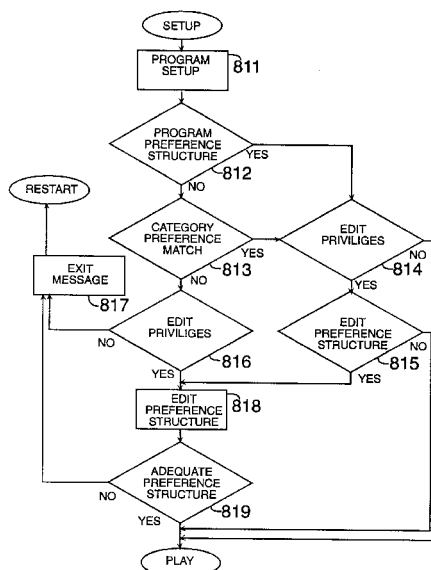 SETUP
PROGRAM
SETUP
811
PROGRAM
PREFERENCE
STRUCTURE
YES
812
NO
RESTART
CATEGORY
PREFERENCE
MATCH
YES
813
NO
EDIT
PRIVILIGES
NO
814
YES
EXIT
MESSAGE
817
EDIT
PRIVILIGES
NO
816
YES
EDIT
PREFERENCE
STRUCTURE
NO
815
YES
EDIT
PREFERENCE
STRUCTURE
818
ADEQUATE
PREFERENCE
STRUCTURE
NO
819
YES
PLAY